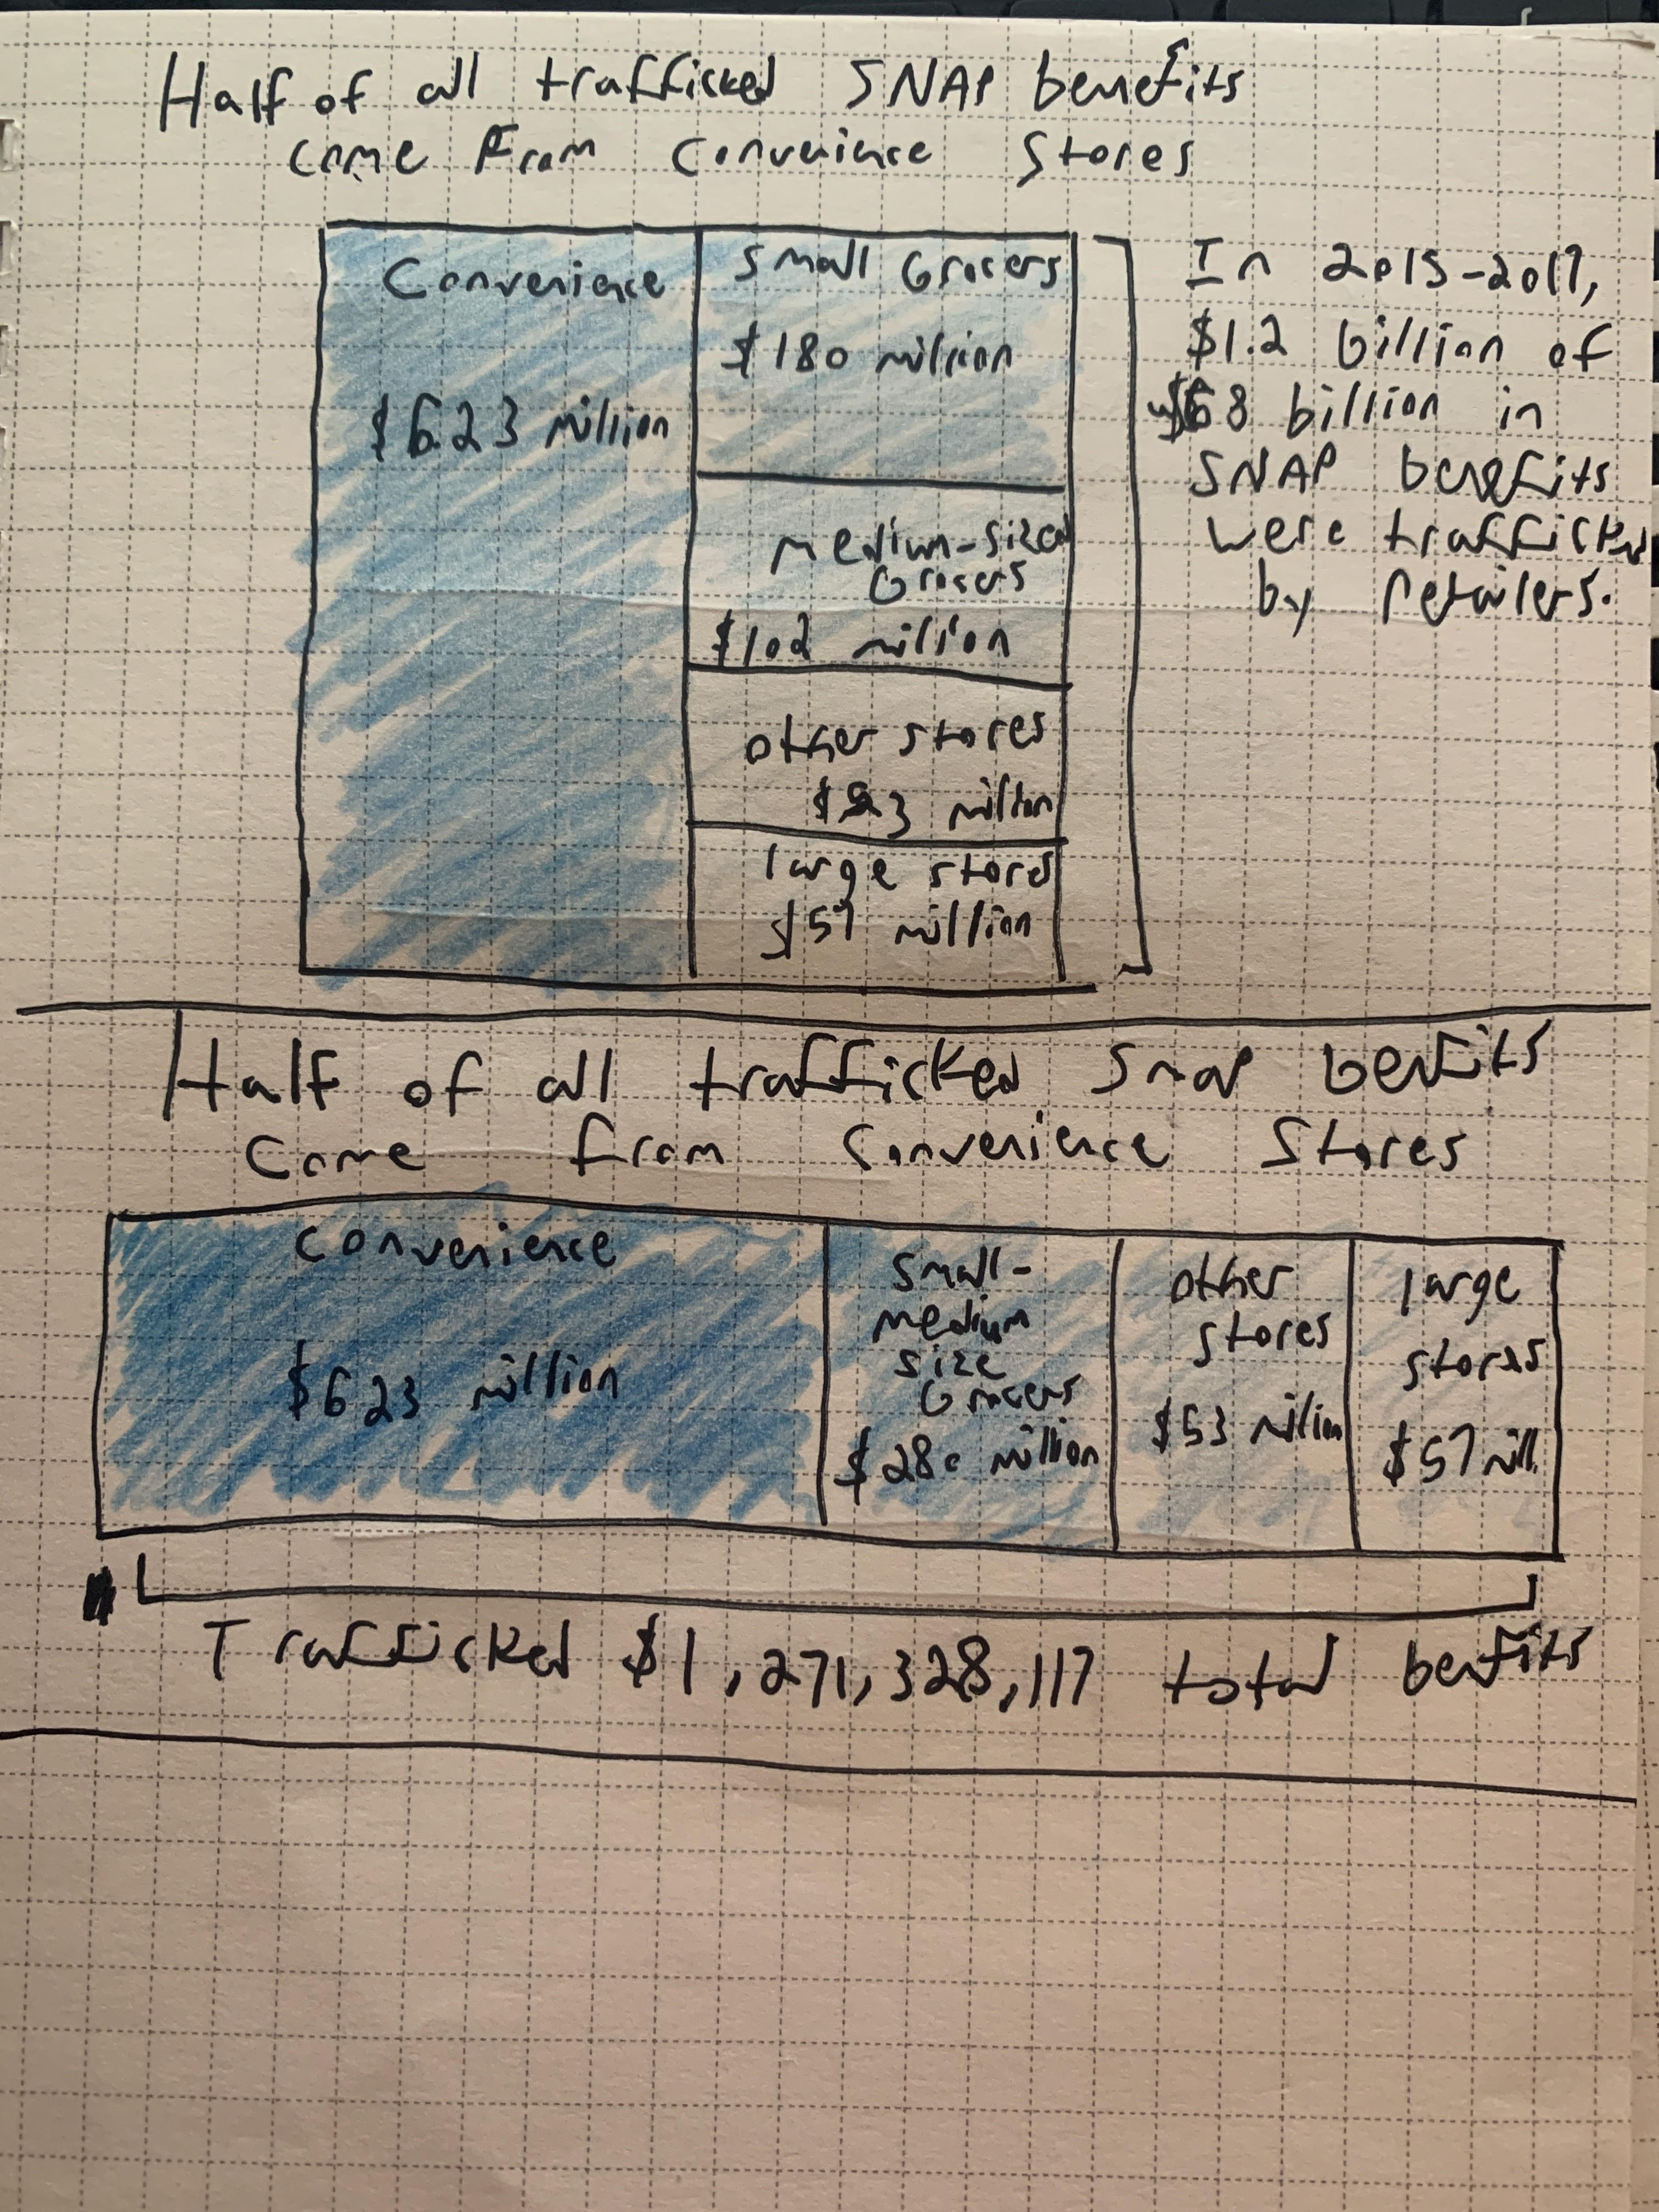 Half of all trafficked SNAP benefits
come From convenience Stores
Convenience
$623 million
Small Grocers
$180 million
medium-sized
Grocers
$102 million
other stores
million
large stores
$57 million
In 2015-2017,
$1.2 billion of
$68 billion in
SNAP benefits
were trafficked
by Retailers.
Half of all trafficked Snap benfits
Come from Convenience Stores
Convenience
$623 million
Small-
medium
size
Grocers
$280 million
other
stores
$53 million
large
stores
$57 mill.
Trafficked $1,271,328,117 total benfits